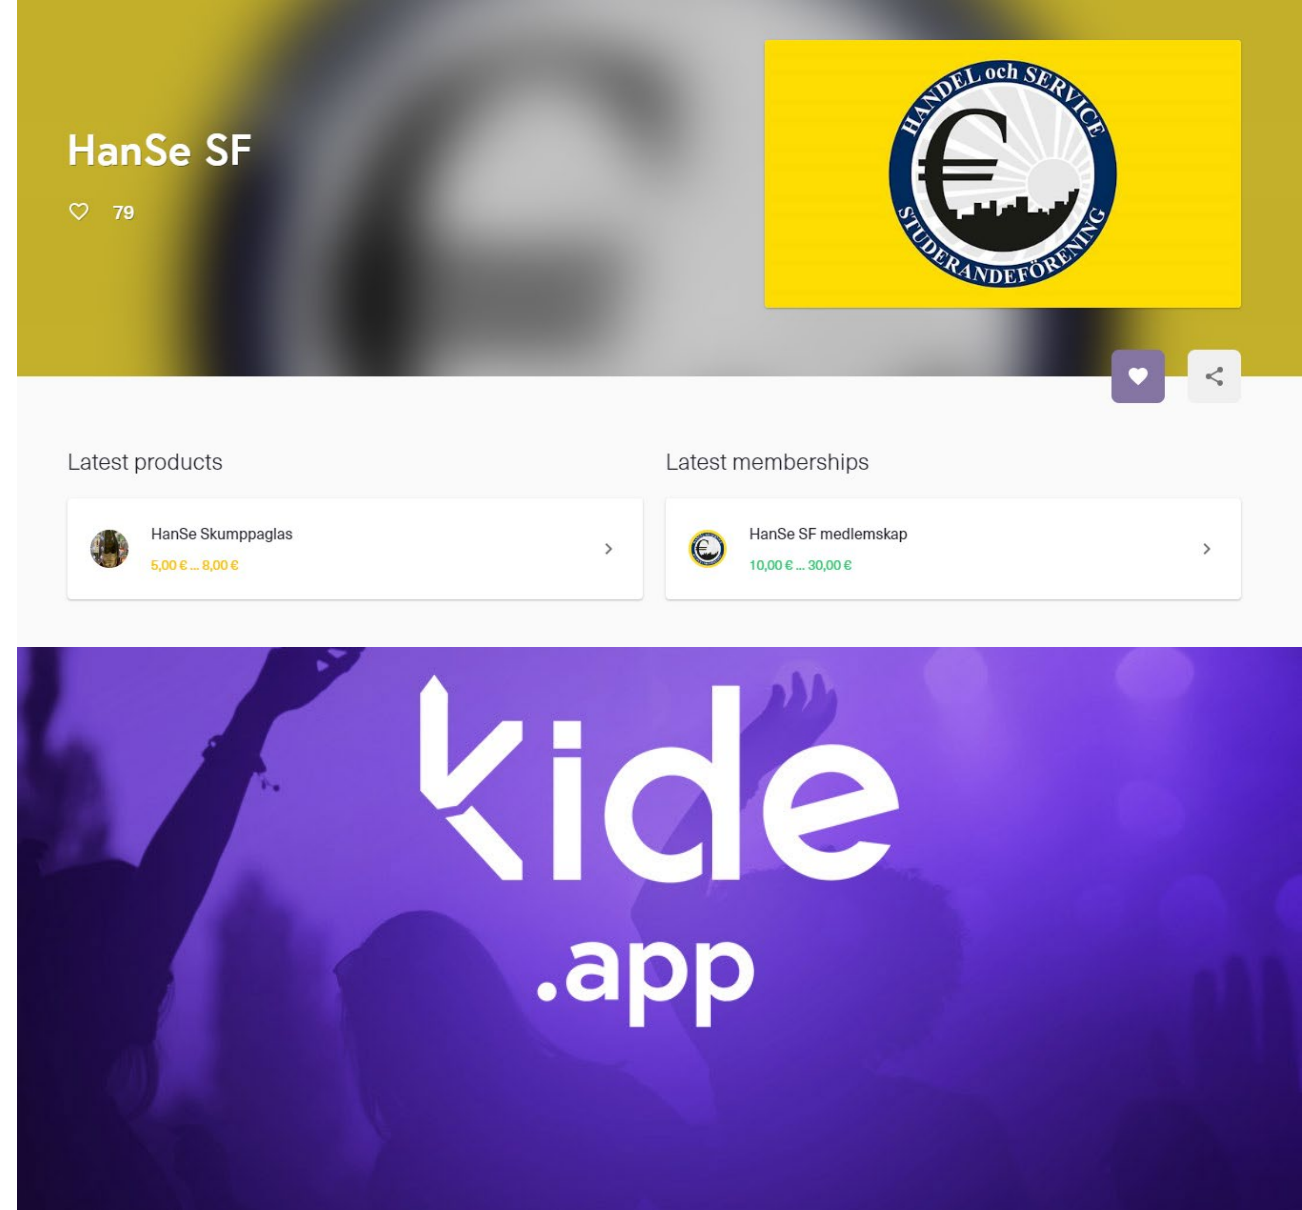 HanSe SF
79
HANDEL och SERVICE
€
STUDERANDEFÖRENING
Latest products
HanSe Skumppaglas
5,00 € ... 8,00 €
Latest memberships
€
HanSe SF medlemskap
10,00 € ... 30,00 €
kide
.app